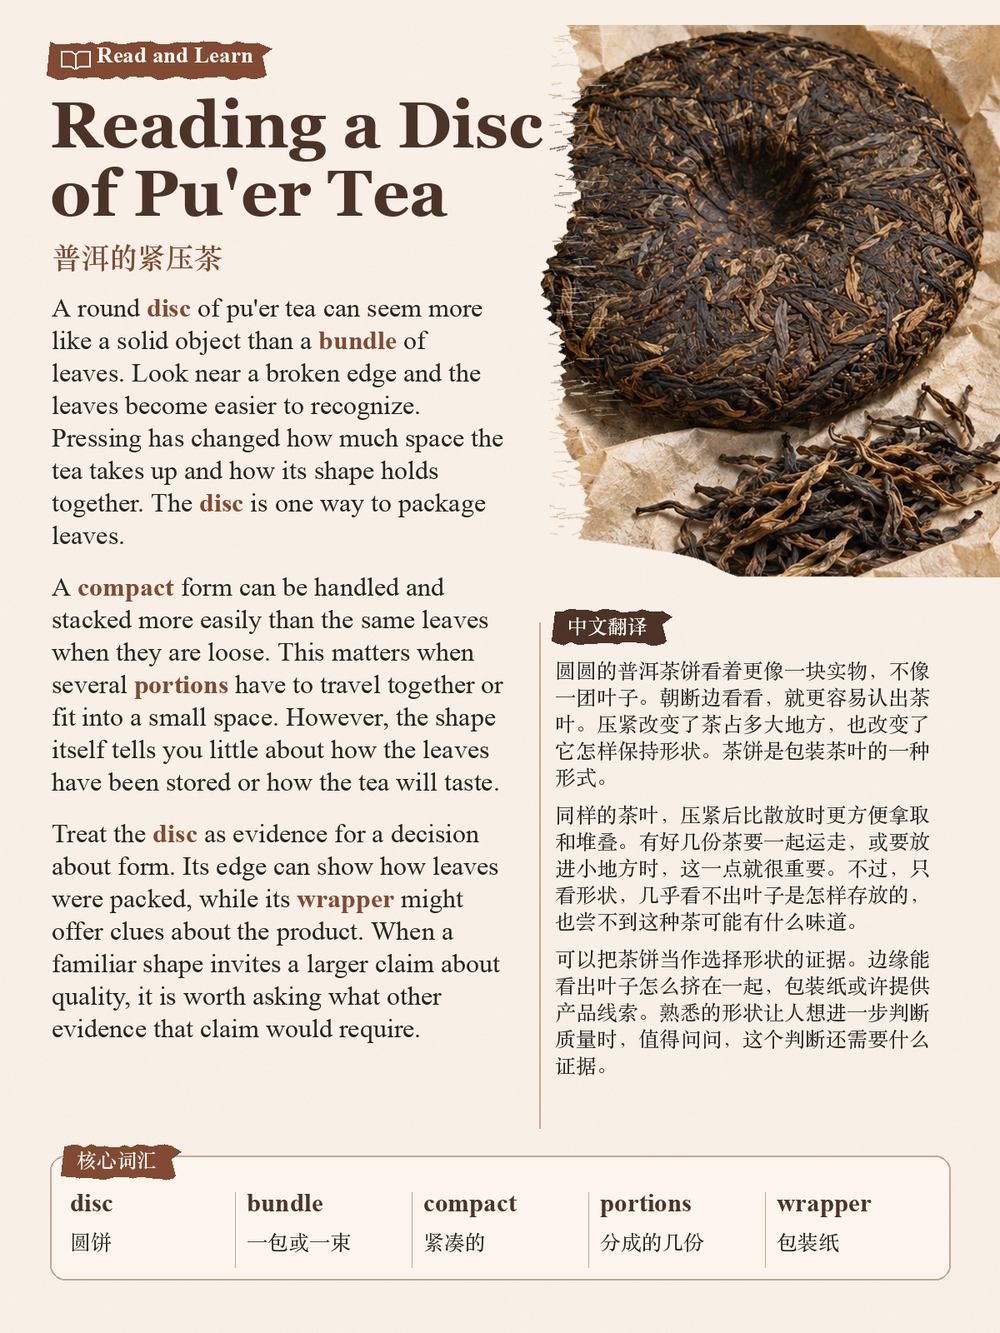 Read and Learn
Reading a Disc
of Pu'er Tea
普洱的紧压茶
A round disc of pu'er tea can seem more
like a solid object than a bundle of
leaves. Look near a broken edge and the
leaves become easier to recognize.
Pressing has changed how much space the
tea takes up and how its shape holds
together. The disc is one way to package
leaves.
A compact form can be handled and
stacked more easily than the same leaves
when they are loose. This matters when
several portions have to travel together or
fit into a small space. However, the shape
itself tells you little about how the leaves
have been stored or how the tea will taste.
Treat the disc as evidence for a decision
about form. Its edge can show how leaves
were packed, while its wrapper might
offer clues about the product. When a
familiar shape invites a larger claim about
quality, it is worth asking what other
evidence that claim would require.
中文翻译
圆圆的普洱茶饼看着更像一块实物，不像
一团叶子。朝断边看看，就更容易认出茶
叶。压紧改变了茶占多大地方，也改变了
它怎样保持形状。茶饼是包装茶叶的一种
形式。
同样的茶叶，压紧后比散放时更方便拿取
和堆叠。有好几份茶要一起运走，或要放
进小地方时，这一点就很重要。不过，只
看形状，几乎看不出叶子是怎样存放的，
也尝不到这种茶可能有什么味道。
可以把茶饼当作选择形状的证据。边缘能
看出叶子怎么挤在一起，包装纸或许提供
产品线索。熟悉的形状让人想进一步判断
质量时，值得问问，这个判断还需要什么
证据。
核心词汇
disc
圆饼
bundle
一包或一束
compact
紧凑的
portions
分成的几份
wrapper
包装纸